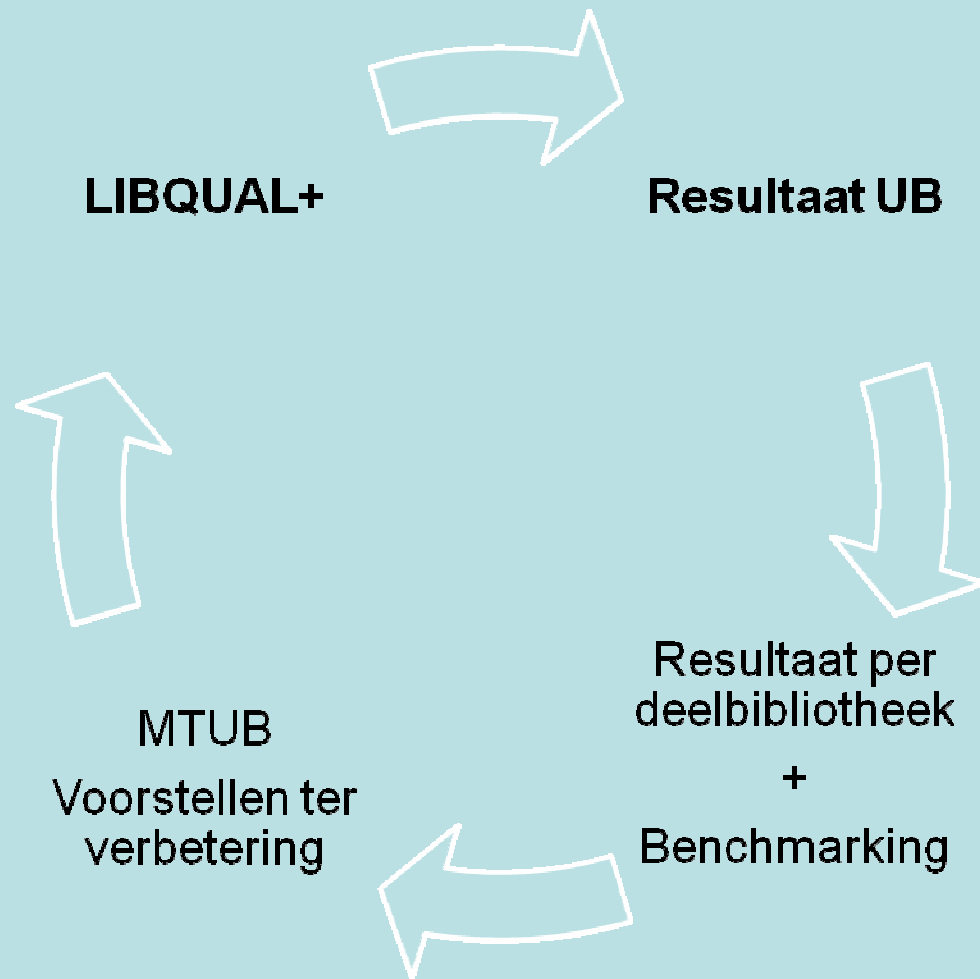 LIBQUAL+
Resultaat UB
Resultaat per
deelbibliotheek
+
Benchmarking
MTUB
Voorstellen ter
verbetering